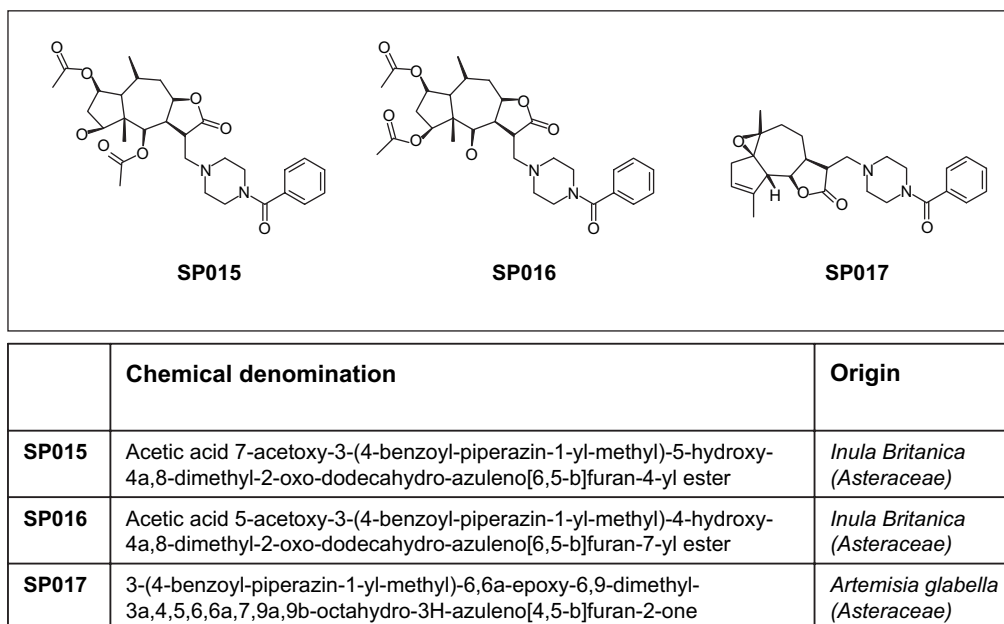 SP015
SP016
SP017
Chemical denomination
Origin
SP015
Acetic acid 7-acetoxy-3-(4-benzoyl-piperazin-1-yl-methyl)-5-hydroxy-
4a,8-dimethyl-2-oxo-dodecahydro-azuleno[6,5-b]furan-4-yl ester
Inula Britanica
(Asteraceae)
SP016
Acetic acid 5-acetoxy-3-(4-benzoyl-piperazin-1-yl-methyl)-4-hydroxy-
4a,8-dimethyl-2-oxo-dodecahydro-azuleno[6,5-b]furan-7-yl ester
Inula Britanica
(Asteraceae)
SP017
3-(4-benzoyl-piperazin-1-yl-methyl)-6,6a-epoxy-6,9-dimethyl-
3a,4,5,6,6a,7,9a,9b-octahydro-3H-azuleno[4,5-b]furan-2-one
Artemisia glabella
(Asteraceae)